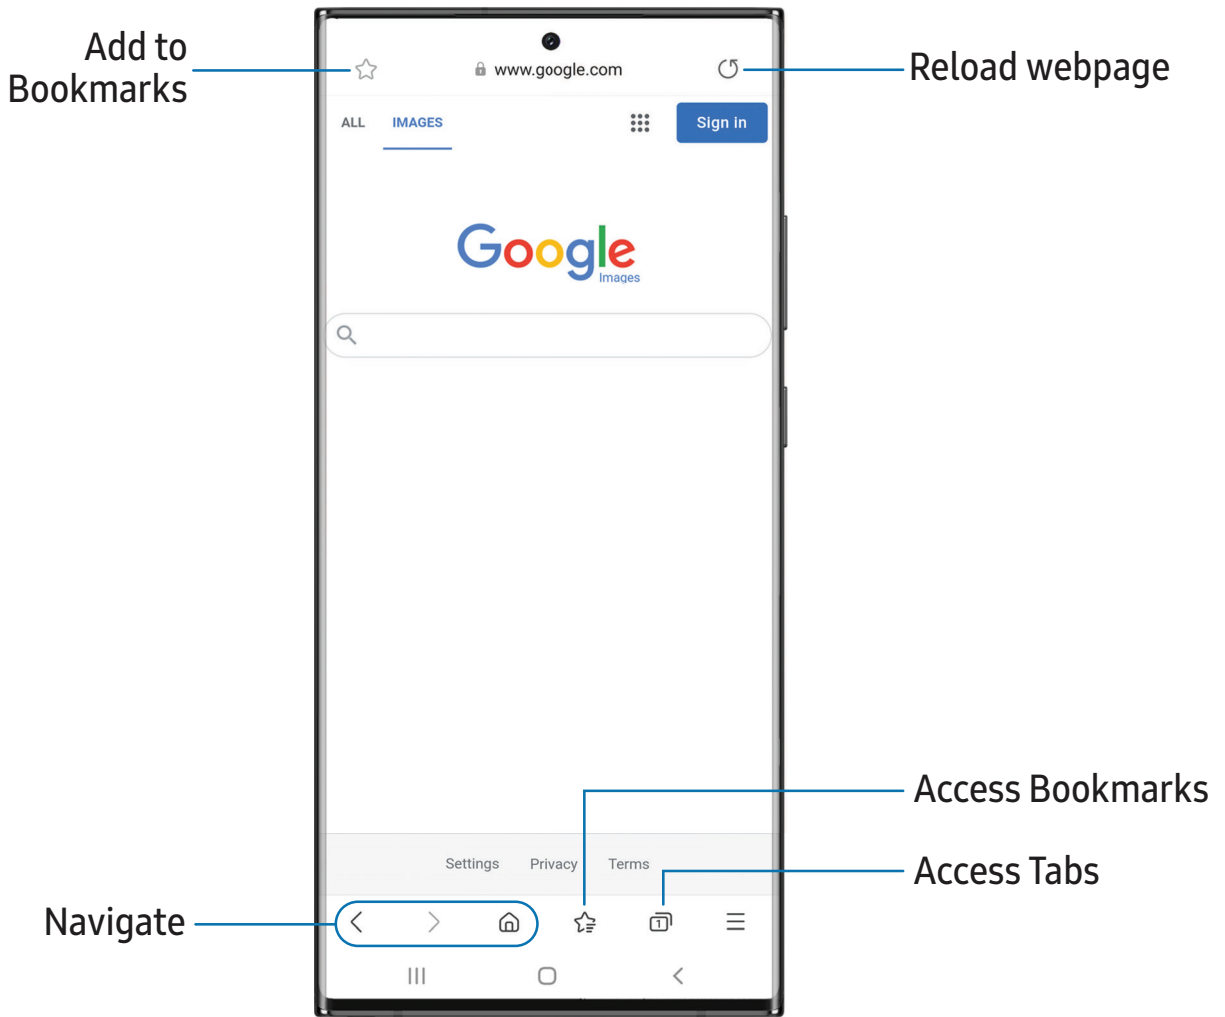 Add to
Bookmarks
www.google.com
Reload webpage
ALL IMAGES Sign in
Google
Images
Access Bookmarks
Settings Privacy Terms
Access Tabs
Navigate
1